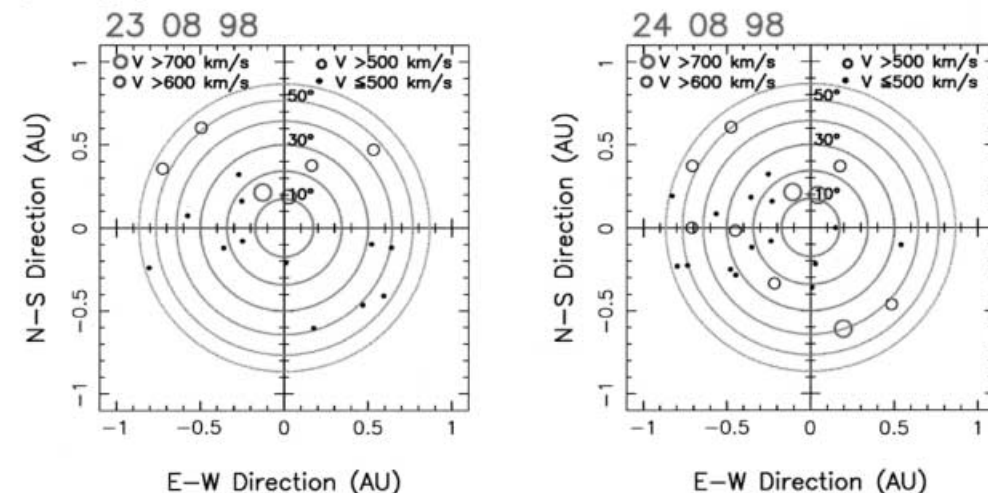 23 08 98
V >700 km/s V >500 km/s
V >600 km/s V ≤500 km/s
50°
30°
10°
N-S Direction (AU)
1
0.5
0
-0.5
-1
-1 -0.5 0 0.5 1
E-W Direction (AU)
24 08 98
V >700 km/s V >500 km/s
V >600 km/s V ≤500 km/s
50°
30°
10°
N-S Direction (AU)
1
0.5
0
-0.5
-1
-1 -0.5 0 0.5 1
E-W Direction (AU)